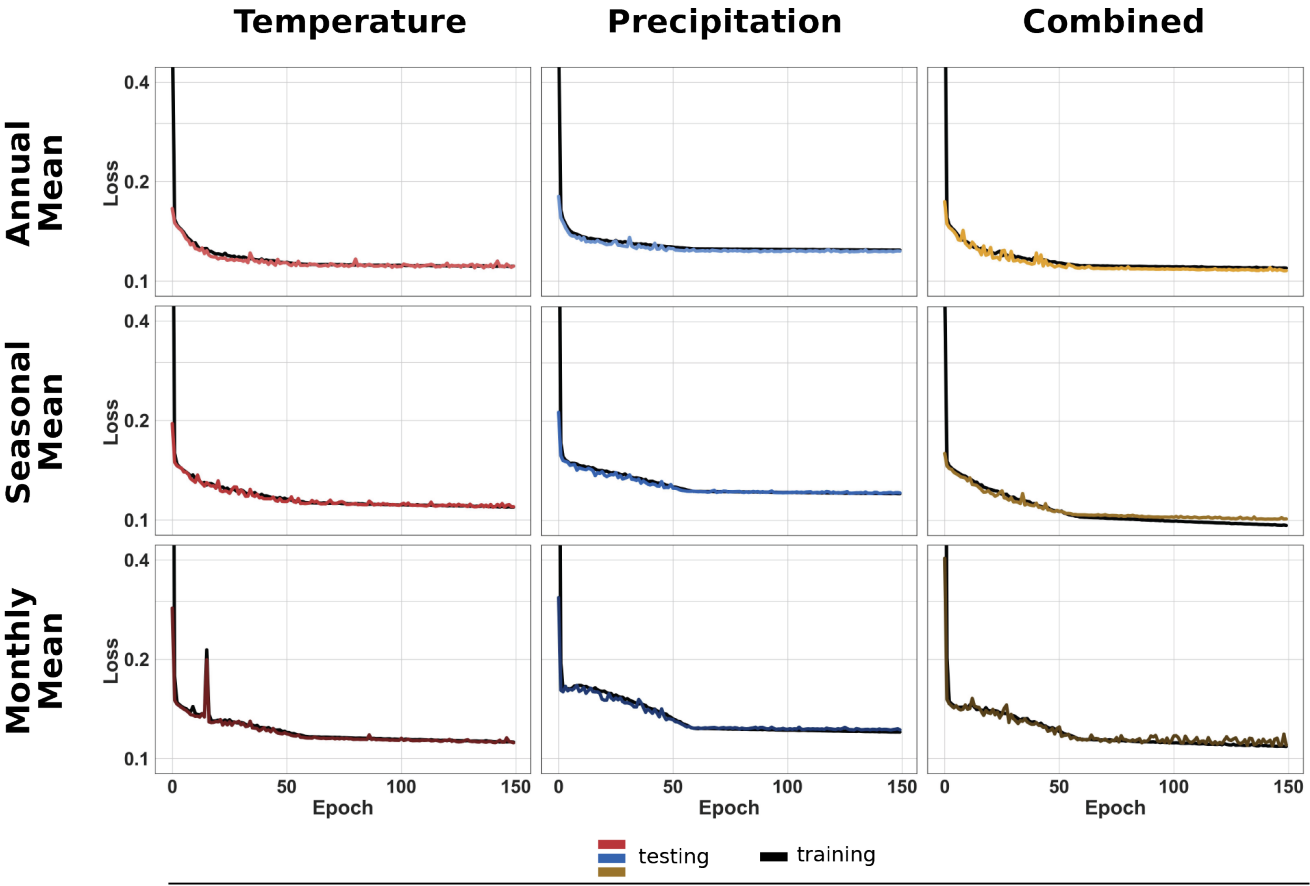 Temperature Precipitation Combined
Annual
Mean
Loss
0.4
0.2
0.1
Seasonal
Mean
Loss
0.4
0.2
0.1
Monthly
Mean
Loss
0.4
0.2
0.1
0 50 100 150 0 50 100 150 0 50 100 150
Epoch Epoch Epoch
testing training